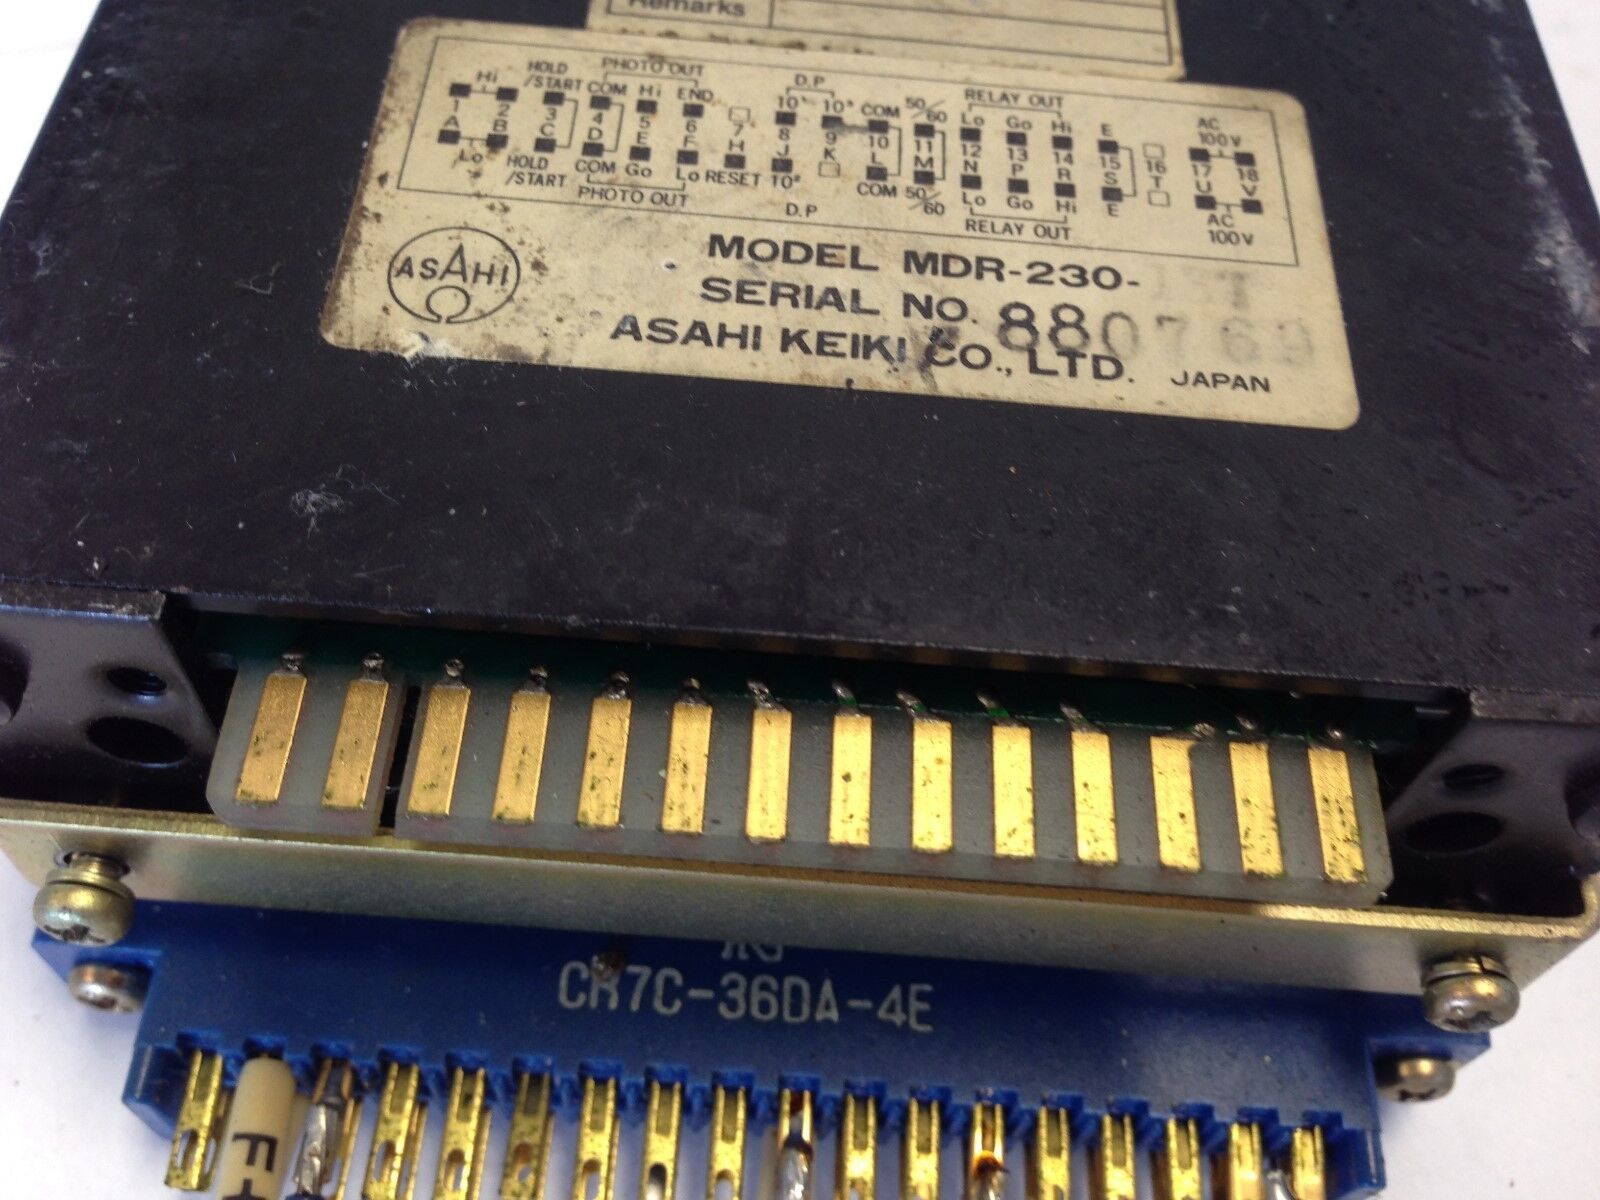 Remarks
Hi HOLD /START PHOTO OUT COM Hi END D.P 10¹ 10³ COM 50/60 RELAY OUT Lo Go Hi E AC 100V
1 2 3 4 5 6 7 8 9 10 11 12 13 14 15 16 17 18
A B C D E F H J K L M N P R S T U V
Lo HOLD /START COM Go Lo RESET 10² COM 50/60 Lo Go Hi E AC 100V
PHOTO OUT D.P RELAY OUT
ASAHI
MODEL MDR-230-
SERIAL NO. 880769
ASAHI KEIKI CO., LTD. JAPAN
CR7C-36DA-4E
F+